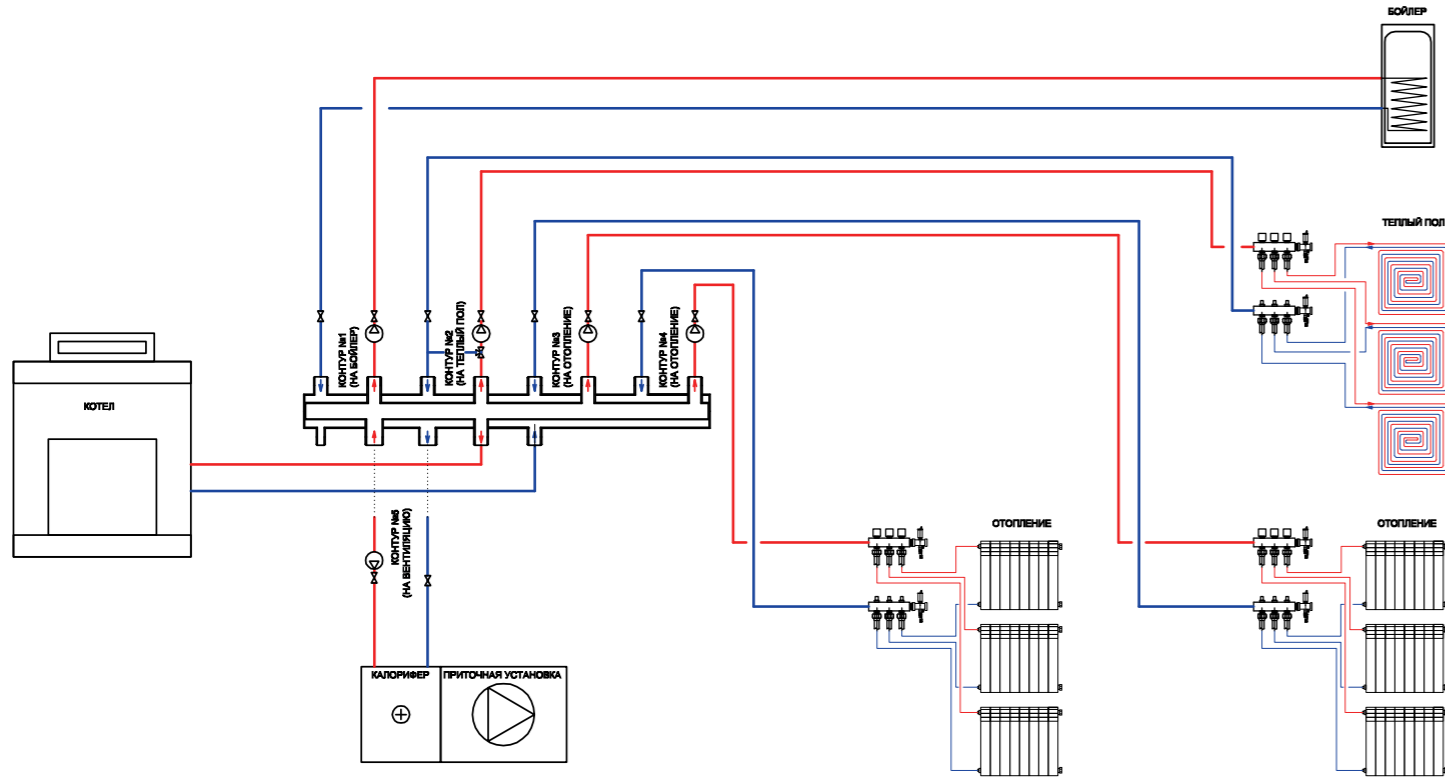 БОЙЛЕР
ТЕПЛЫЙ ПОЛ
КОНТУР №1
(НА БОЙЛЕР)
КОНТУР №2
(НА ТЕПЛЫЙ ПОЛ)
КОНТУР №3
(НА ОТОПЛЕНИЕ)
КОНТУР №4
(НА ОТОПЛЕНИЕ)
КОТЕЛ
КОНТУР №5
(НА ВЕНТИЛЯЦИЮ)
ОТОПЛЕНИЕ
ОТОПЛЕНИЕ
КАЛОРИФЕР
ПРИТОЧНАЯ УСТАНОВКА